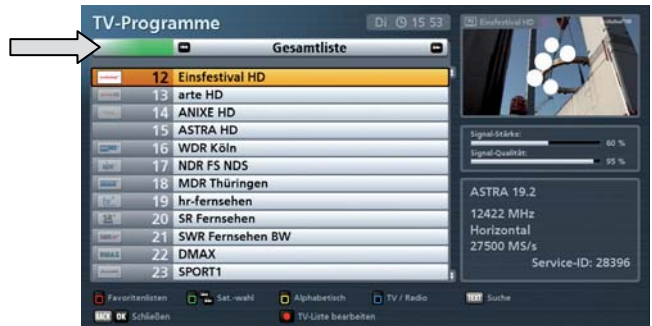 TV-Programme
Di 15 53
Gesamtliste
12 Einsfestival HD
13 arte HD
14 ANIXE HD
15 ASTRA HD
16 WDR Köln
17 NDR FS NDS
18 MDR Thüringen
19 hr-fernsehen
20 SR Fernsehen
21 SWR Fernsehen BW
22 DMAX
23 SPORT1
Einsfestival HD
Signal-Stärke:
60 %
Signal-Qualität:
95 %
ASTRA 19.2
12422 MHz
Horizontal
27500 MS/s
Service-ID: 28396
Favoritenlisten Sat.-wahl Alphabetisch TV / Radio TEXT Suche
BACK OK Schließen TV-Liste bearbeiten